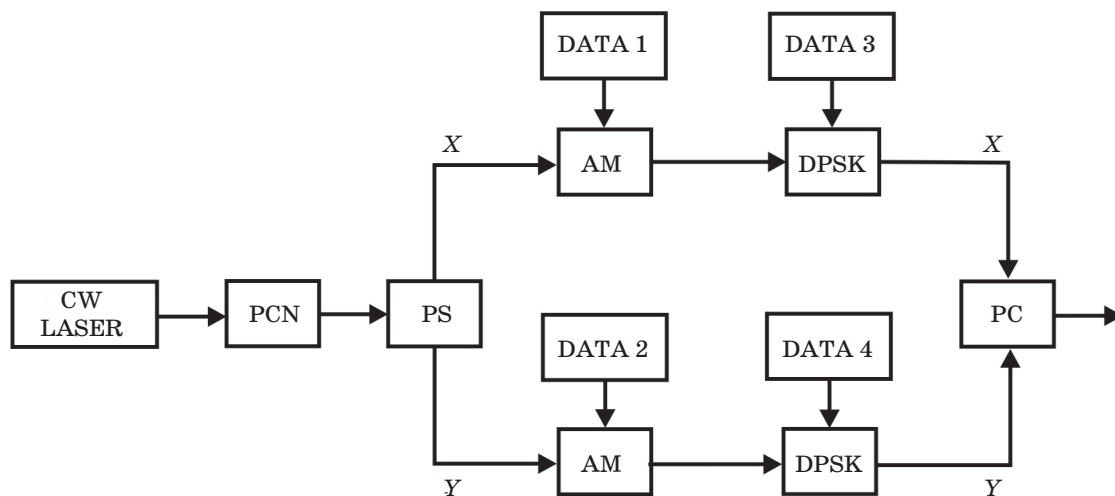 DATA 1
DATA 3
X
X
AM
DPSK
CW
LASER
PCN
PS
PC
DATA 2
DATA 4
AM
DPSK
Y
Y